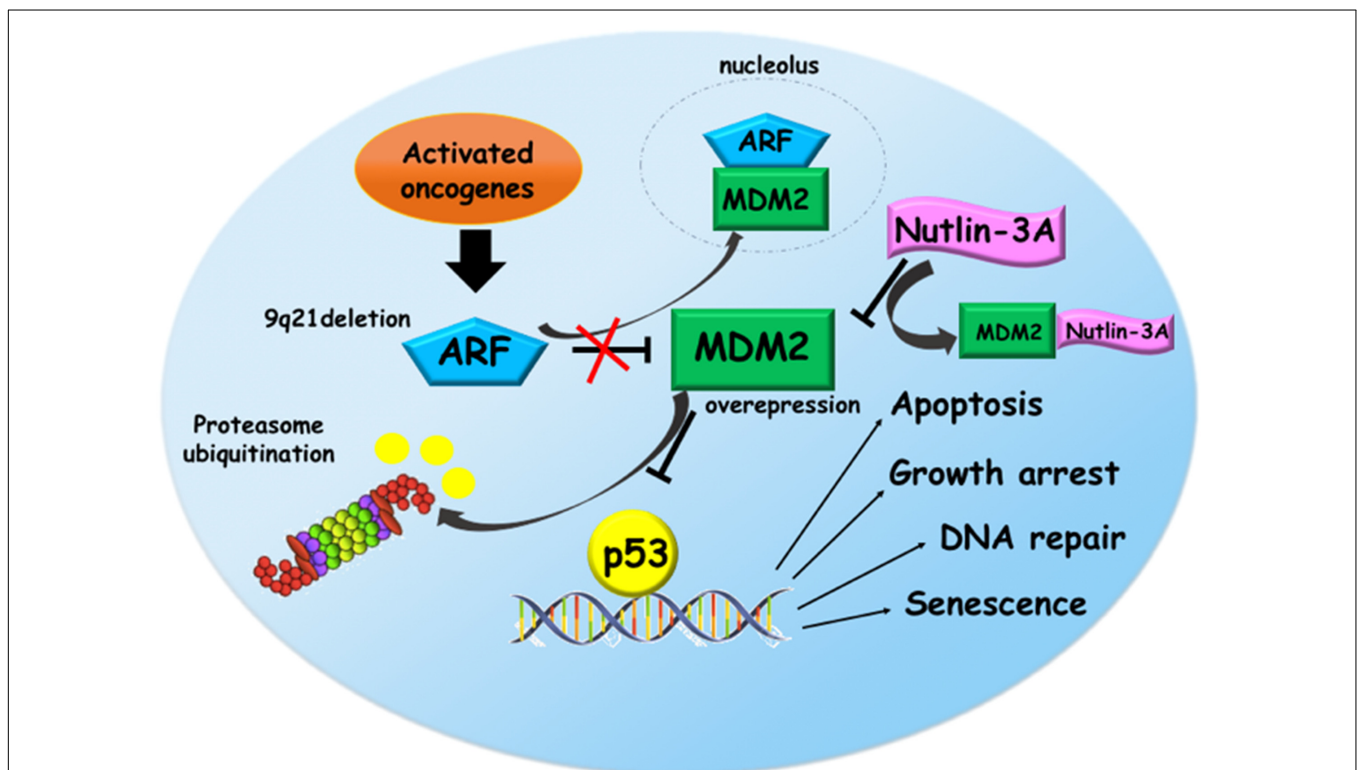 nucleolus
ARF
MDM2
Activated
oncogenes
Nutlin-3A
9q21deletion
ARF
MDM2
MDM2
Nutlin-3A
overepression
Apoptosis
Proteasome
ubiquitination
Growth arrest
DNA repair
p53
Senescence